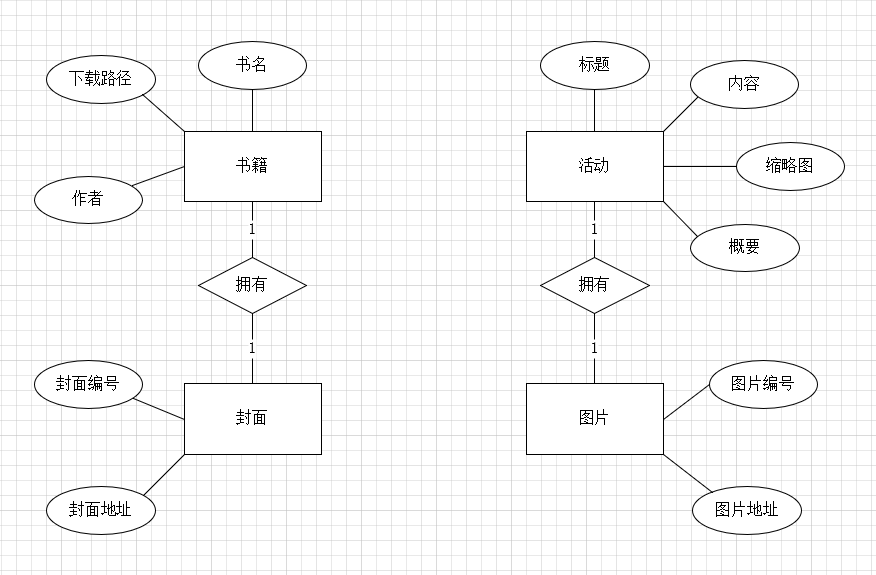 书名
标题
下载路径
内容
书籍
活动
缩略图
作者
1
1
概要
拥有
拥有
1
1
封面编号
图片编号
封面
图片
封面地址
图片地址